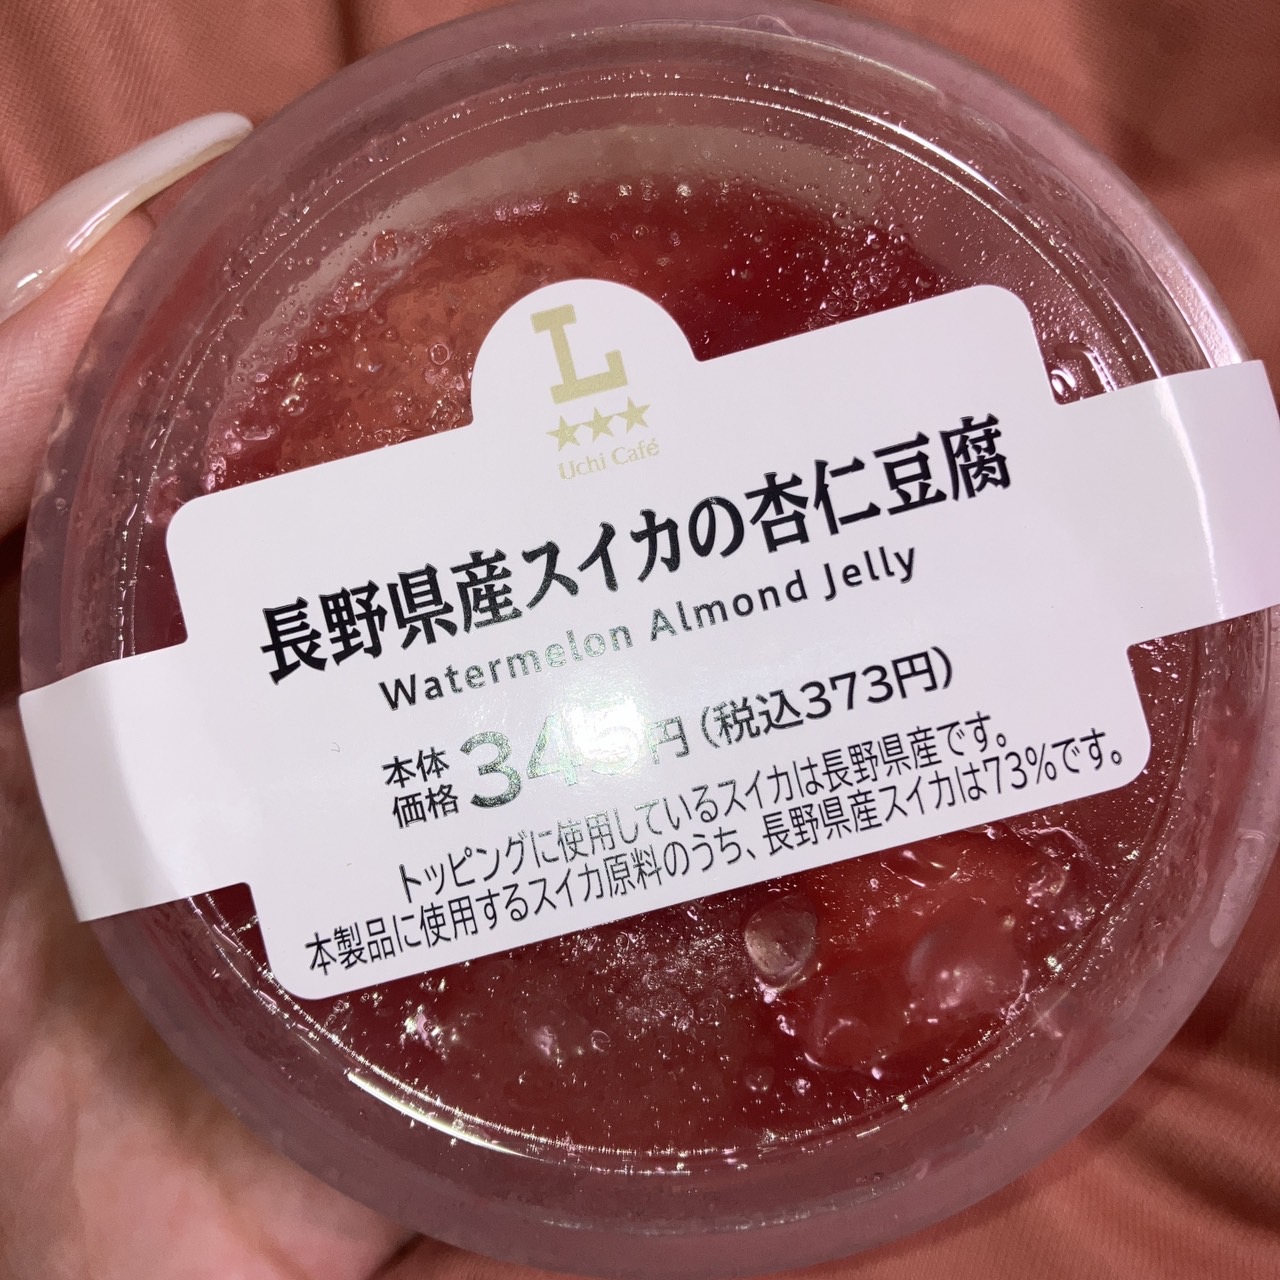 L
★★★
Uchi Café
長野県産スイカの杏仁豆腐
Watermelon Almond Jelly
本体価格 345円(税込373円)
トッピングに使用しているスイカは長野県産です。
本製品に使用するスイカ原料のうち、長野県産スイカは73%です。